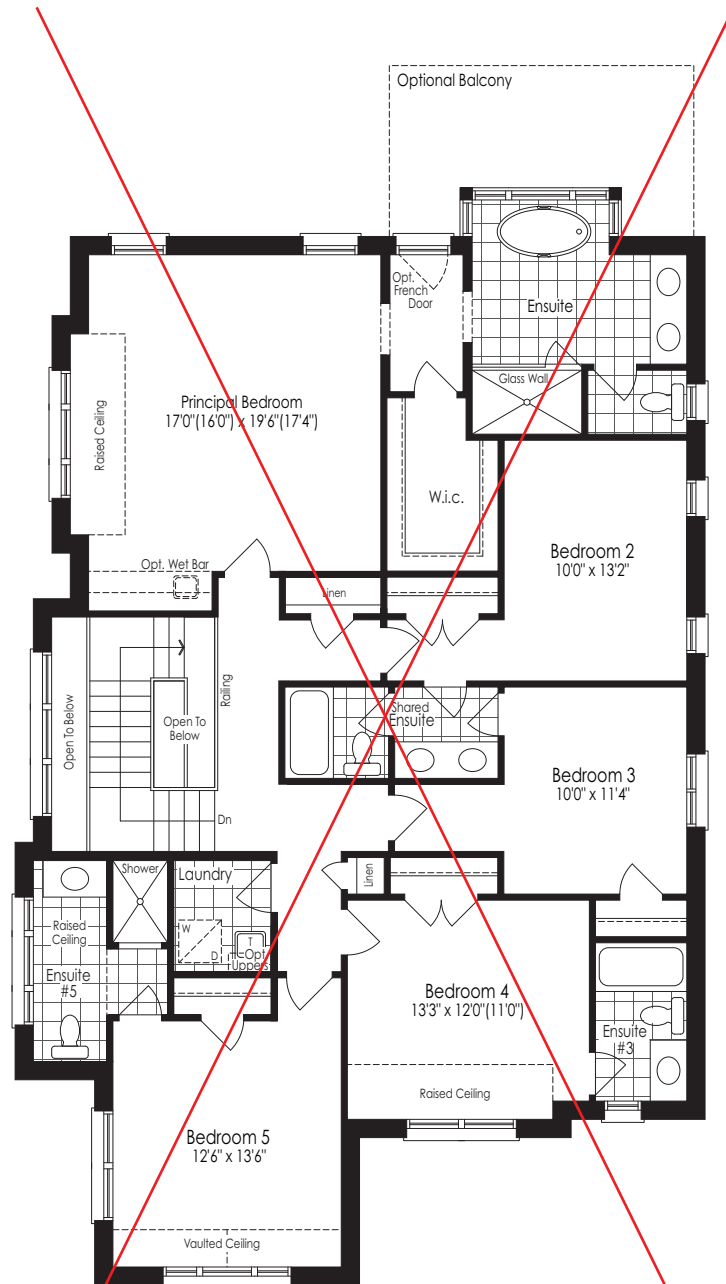 Optional Balcony
Opt.
French
Door
Ensuite
Glass Wall
Principal Bedroom
17'0"(16'0") x 19'6"(17'4")
Raised Ceiling
W.i.c.
Bedroom 2
10'0" x 13'2"
Opt. Wet Bar
Linen
Railing
Open To Below
Open To
Below
Shared
Ensuite
Bedroom 3
10'0" x 11'4"
Dn
Shower
Laundry
Linen
Raised
Ceiling
W
D
T
Opt.
Uppers
Ensuite
#5
Bedroom 4
13'3" x 12'0"(11'0")
Ensuite
#3
Raised Ceiling
Bedroom 5
12'6" x 13'6"
Vaulted Ceiling